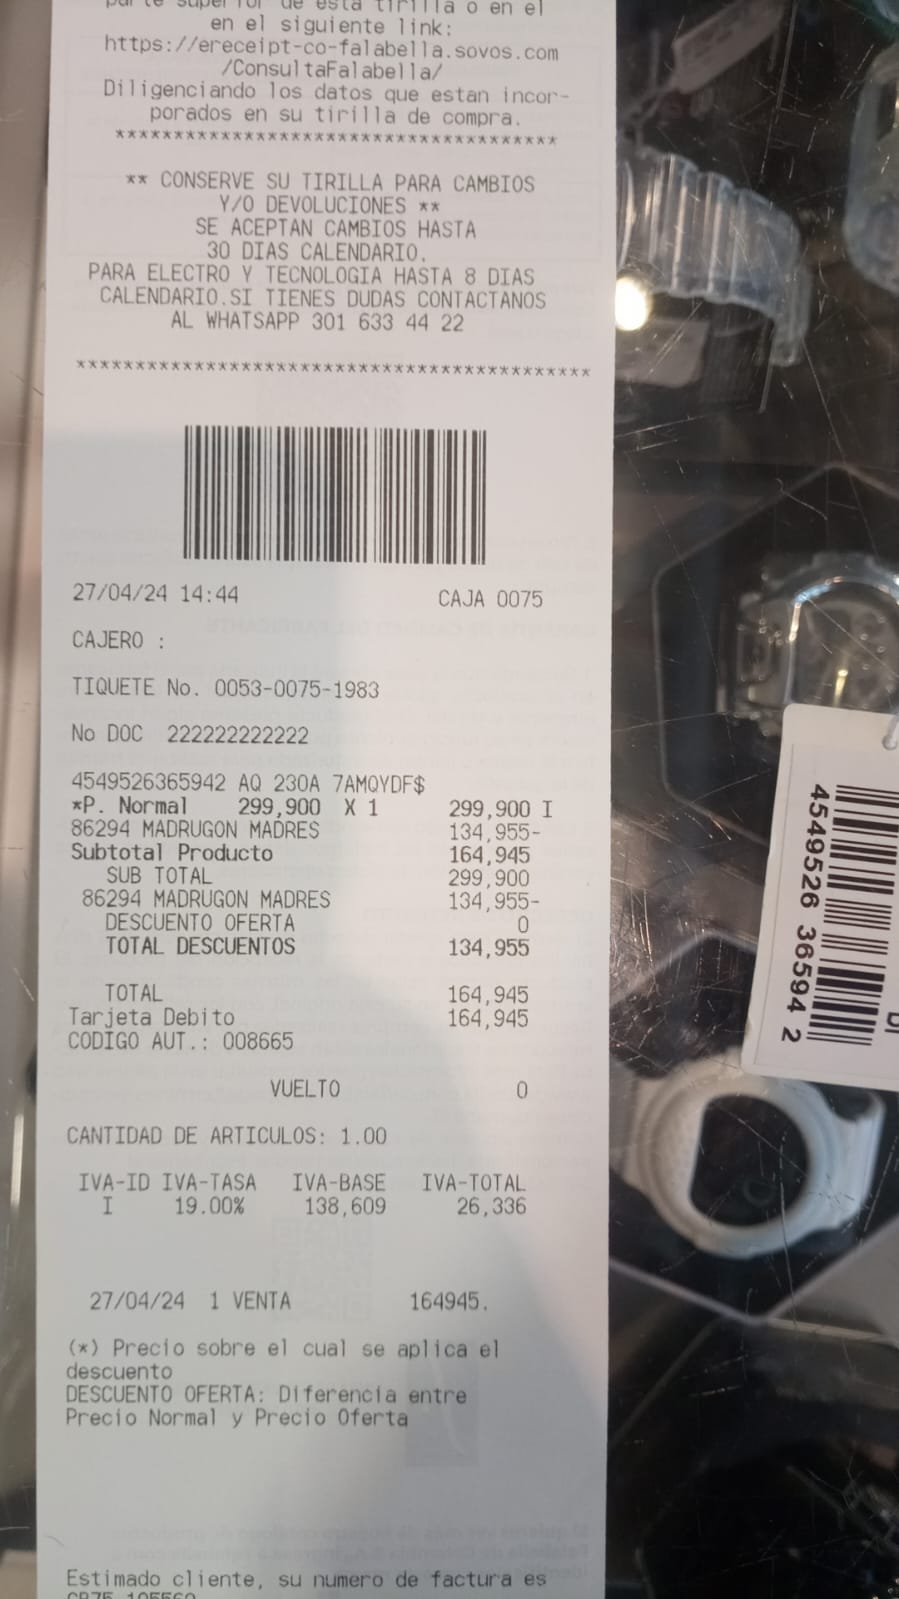 parte superior de esta tirilla o en el
en el siguiente link:
https://ereceipt-co-falabella.sovos.com
/ConsultaFalabella/
Diligenciando los datos que estan incor-
porados en su tirilla de compra.
**************************************
** CONSERVE SU TIRILLA PARA CAMBIOS
Y/O DEVOLUCIONES **
SE ACEPTAN CAMBIOS HASTA
30 DIAS CALENDARIO.
PARA ELECTRO Y TECNOLOGIA HASTA 8 DIAS
CALENDARIO.SI TIENES DUDAS CONTACTANOS
AL WHATSAPP 301 633 44 22
********************************************
27/04/24 14:44 CAJA 0075
CAJERO :
TIQUETE No. 0053-0075-1983
No DOC 222222222222
4549526365942 AQ 230A 7AMQYDF$
*P. Normal 299,900 X 1 299,900 I
86294 MADRUGON MADRES 134,955-
Subtotal Producto 164,945
SUB TOTAL 299,900
86294 MADRUGON MADRES 134,955-
DESCUENTO OFERTA 0
TOTAL DESCUENTOS 134,955
TOTAL 164,945
Tarjeta Debito 164,945
CODIGO AUT.: 008665
VUELTO 0
CANTIDAD DE ARTICULOS: 1.00
IVA-ID IVA-TASA IVA-BASE IVA-TOTAL
I 19.00% 138,609 26,336
27/04/24 1 VENTA 164945.
(*) Precio sobre el cual se aplica el
descuento
DESCUENTO OFERTA: Diferencia entre
Precio Normal y Precio Oferta
Estimado cliente, su numero de factura es
4549526 36594 2